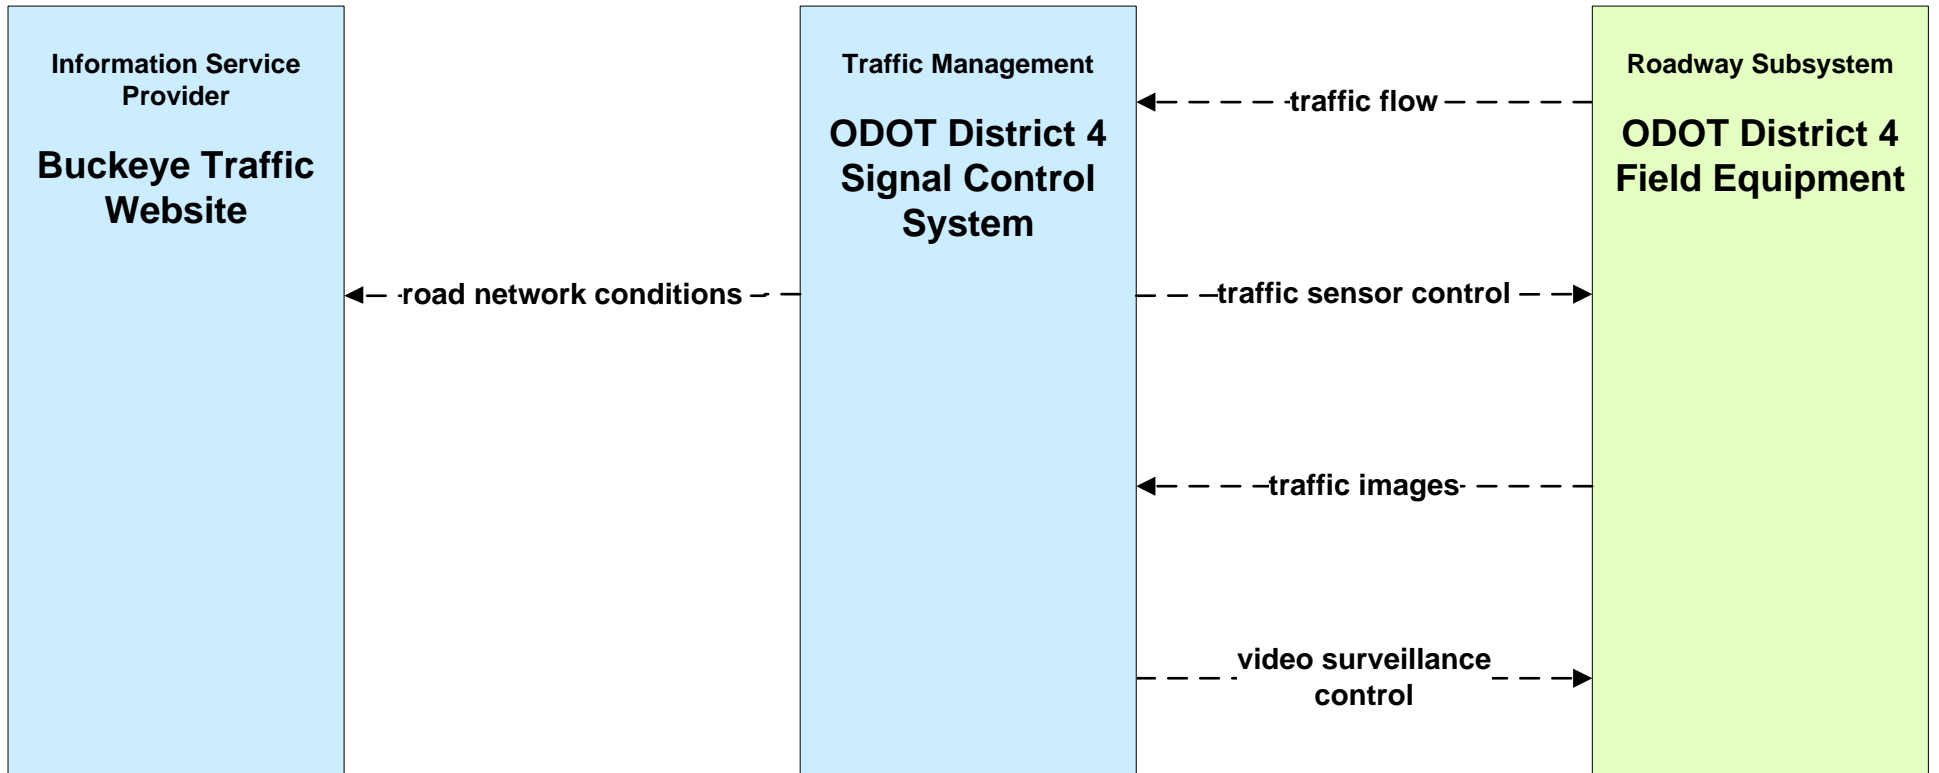 Information Service
Provider
Buckeye Traffic
Website
road network conditions
Traffic Management
ODOT District 4
Signal Control
System
traffic flow
traffic sensor control
traffic images
video surveillance
control
Roadway Subsystem
ODOT District 4
Field Equipment